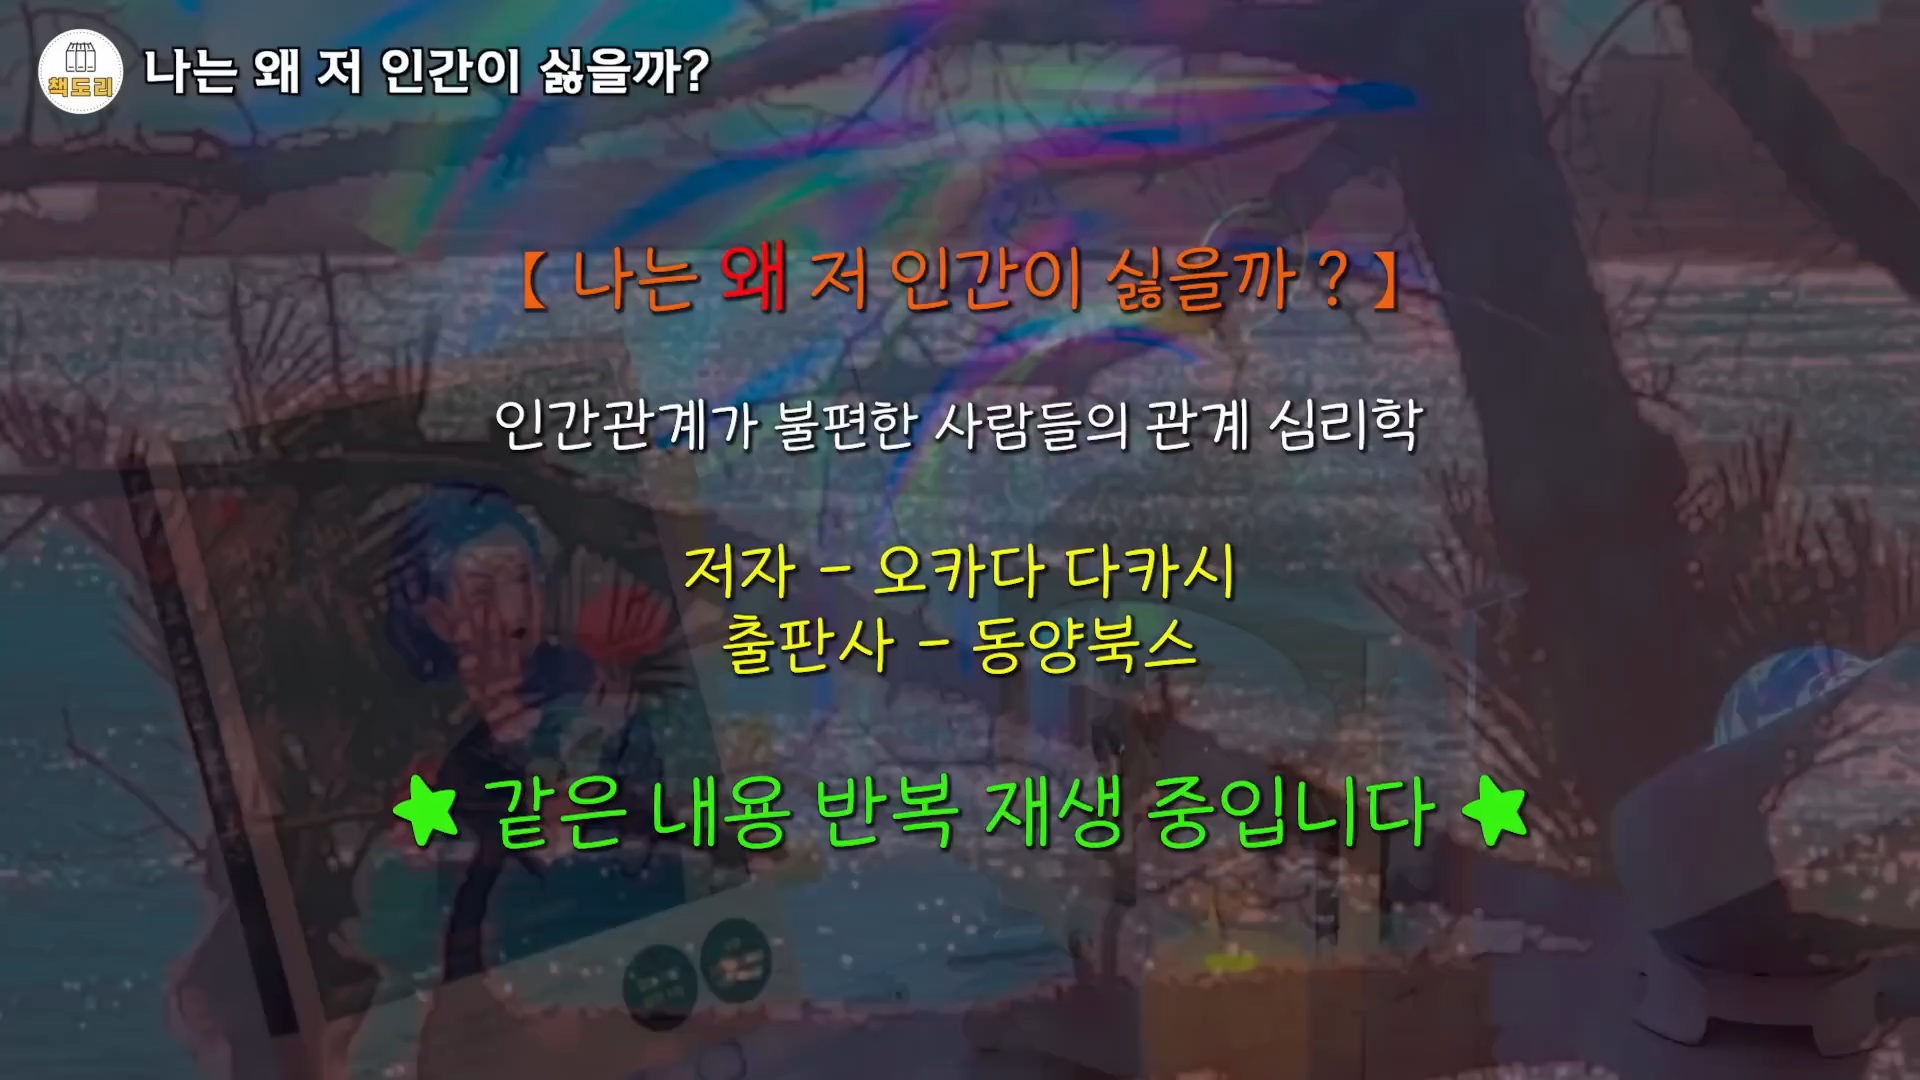 책도리
나는 왜 저 인간이 싫을까?
【 나는 왜 저 인간이 싫을까 ? 】
인간관계가 불편한 사람들의 관계 심리학
저자 - 오카다 다카시
출판사 - 동양북스
★ 같은 내용 반복 재생 중입니다 ★